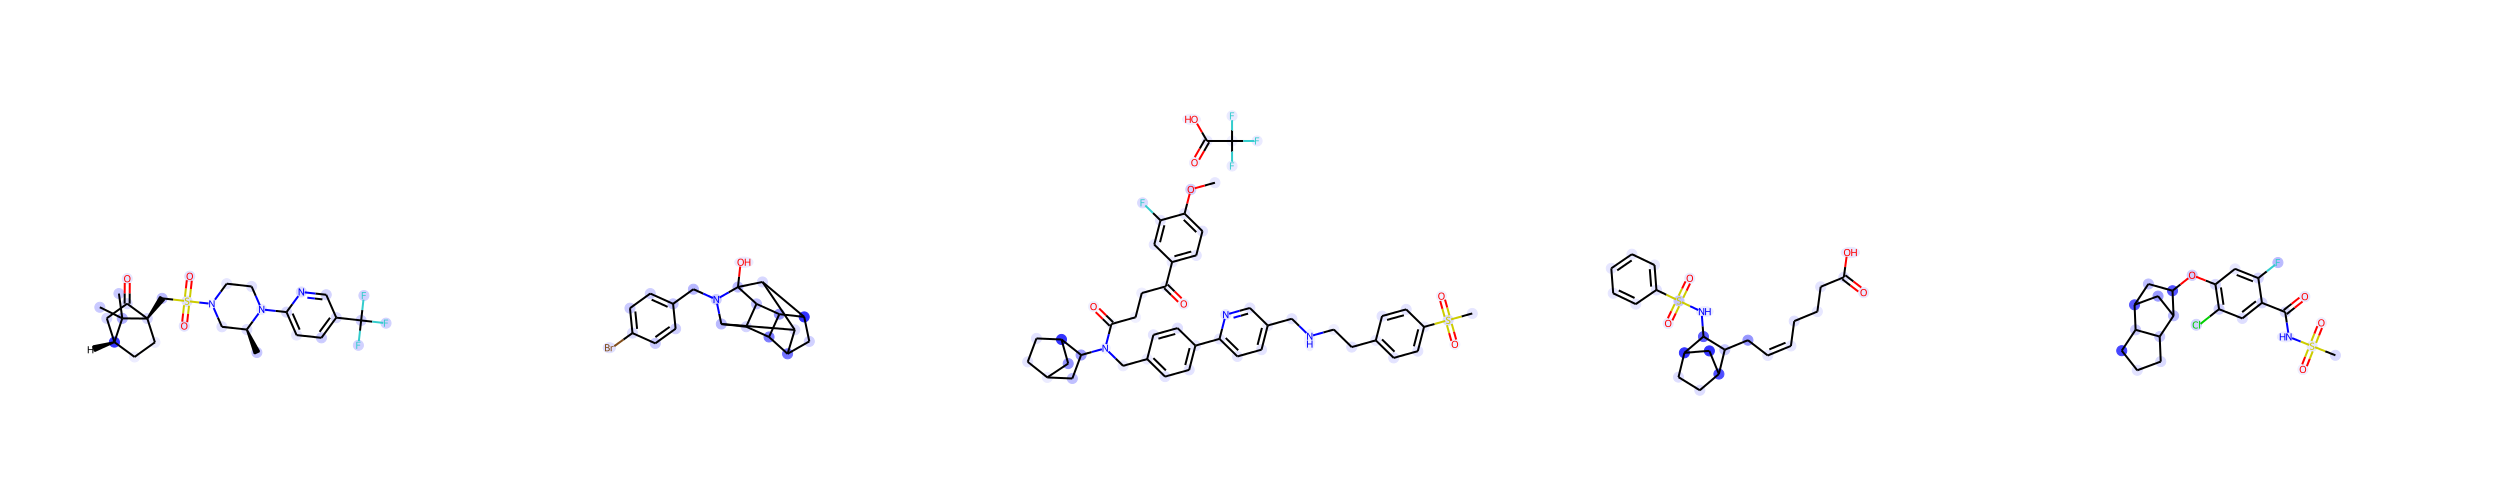 H O O S O N N N F F F
Br N OH
HO O F F F
F O O O N N N H S O O
S O O NH OH O
O F Cl O HN S O O